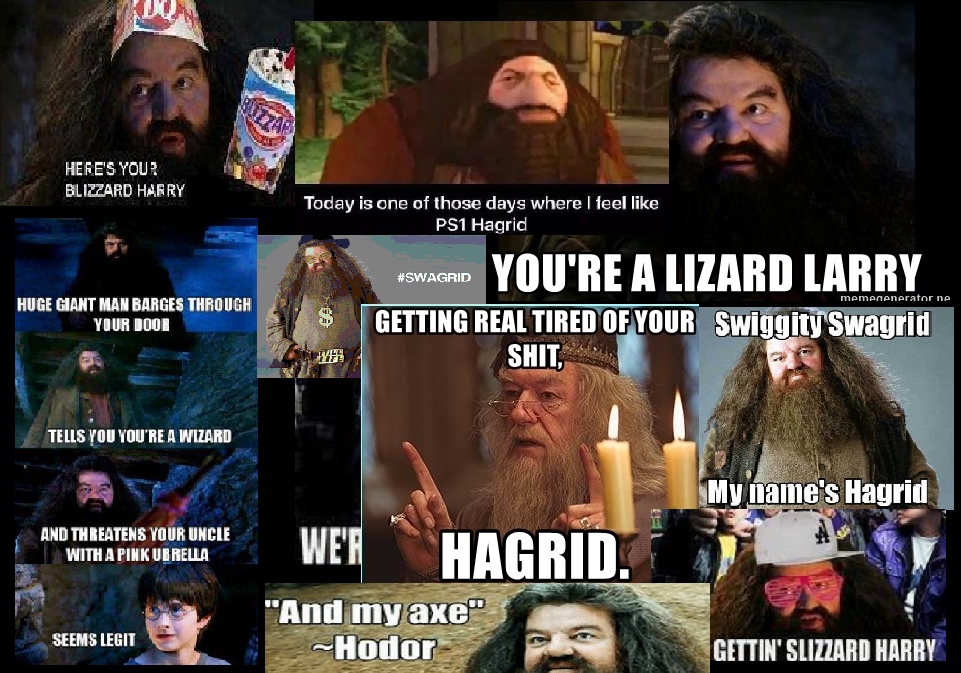 DQ
HERE'S YOUR
BLIZZARD HARRY
BLIZZARD
Today is one of those days where I feel like
PS1 Hagrid
YOU'RE A LIZARD LARRY
memegenerator.ne
HUGE GIANT MAN BARGES THROUGH
YOUR DOOR
TELLS YOU YOU'RE A WIZARD
AND THREATENS YOUR UNCLE
WITH A PINK UBRELLA
SEEMS LEGIT
#SWAGRID
$
GETTING REAL TIRED OF YOUR
SHIT,
HAGRID.
WE'R
Swiggity Swagrid
My name's Hagrid
"And my axe"
~Hodor
LA
GETTIN' SLIZZARD HARRY